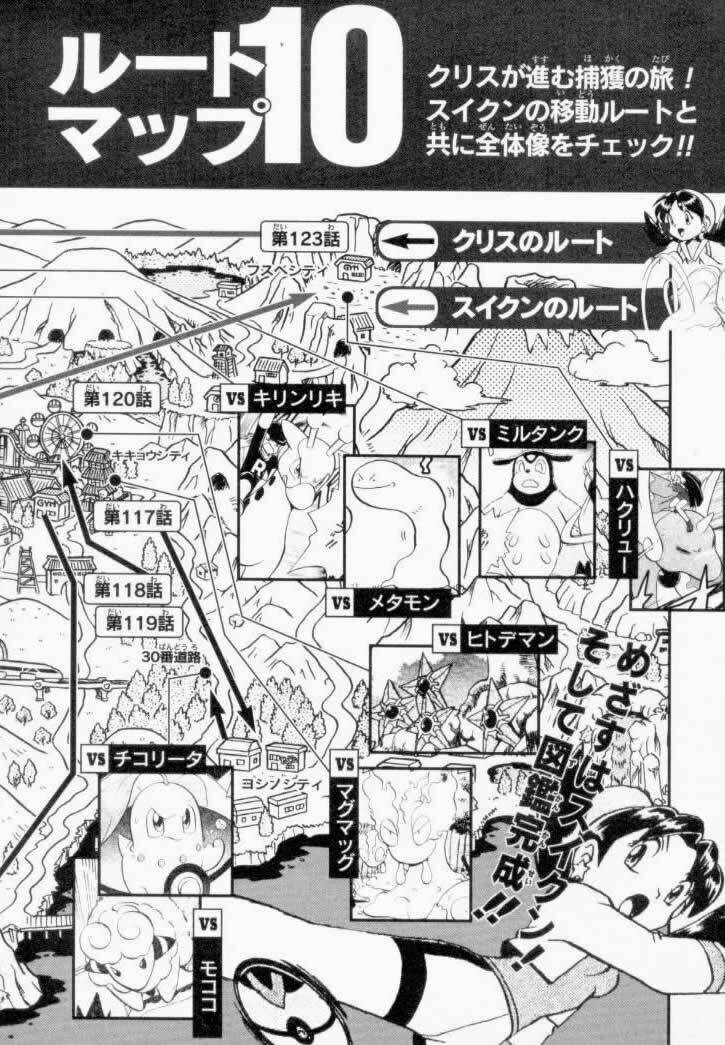 ルート
マップ10
クリスが進む捕獲の旅!
スイクンの移動ルートと
共に全体像をチェック!!
クリスのルート
スイクンのルート
第123話
フスベシティ
GYM
第120話
VS キリンリキ
VS ミルタンク
VS ハクリュー
キキョウシティ
GYM
R
第117話
VS メタモン
第118話
第119話
VS ヒトデマン
30番道路
めざすはスイクン!!
そして図鑑完成!!
VS チコリータ
ヨシノシティ
VS マグマッグ
VS モココ